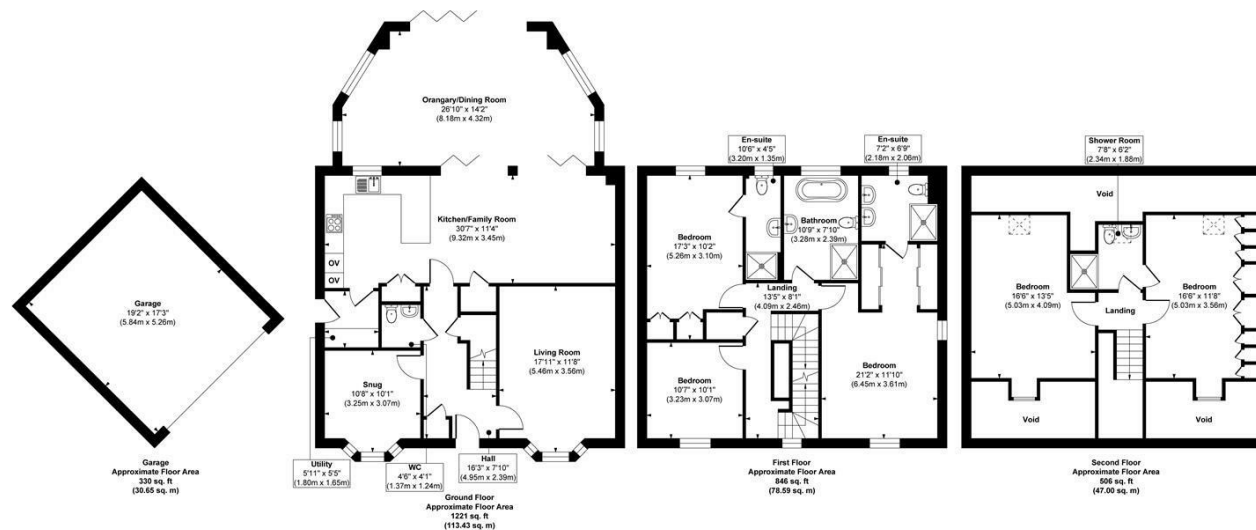 Garage
19'2" x 17'3"
(5.84m x 5.26m)
Garage
Approximate Floor Area
330 sq. ft
(30.65 sq. m)
Orangary/Dining Room
26'10" x 14'2"
(8.18m x 4.32m)
Kitchen/Family Room
30'7" x 11'4"
(9.32m x 3.45m)
OV
OV
Living Room
17'11" x 11'8"
(5.46m x 3.56m)
Snug
10'8" x 10'1"
(3.25m x 3.07m)
Utility
5'11" x 5'5"
(1.80m x 1.65m)
WC
4'6" x 4'1"
(1.37m x 1.24m)
Hall
16'3" x 7'10"
(4.95m x 2.39m)
Ground Floor
Approximate Floor Area
1221 sq. ft
(113.43 sq. m)
En-suite
10'6" x 4'5"
(3.20m x 1.35m)
En-suite
7'2" x 6'9"
(2.18m x 2.06m)
Bedroom
17'3" x 10'2"
(5.26m x 3.10m)
Bathroom
10'9" x 7'10"
(3.28m x 2.39m)
Landing
13'5" x 8'1"
(4.09m x 2.46m)
Bedroom
10'7" x 10'1"
(3.23m x 3.07m)
Bedroom
21'2" x 11'10"
(6.45m x 3.61m)
First Floor
Approximate Floor Area
846 sq. ft
(78.59 sq. m)
Shower Room
7'8" x 6'2"
(2.34m x 1.88m)
Void
Bedroom
16'6" x 13'5"
(5.03m x 4.09m)
Bedroom
16'6" x 11'8"
(5.03m x 3.56m)
Landing
Void
Void
Second Floor
Approximate Floor Area
506 sq. ft
(47.00 sq. m)